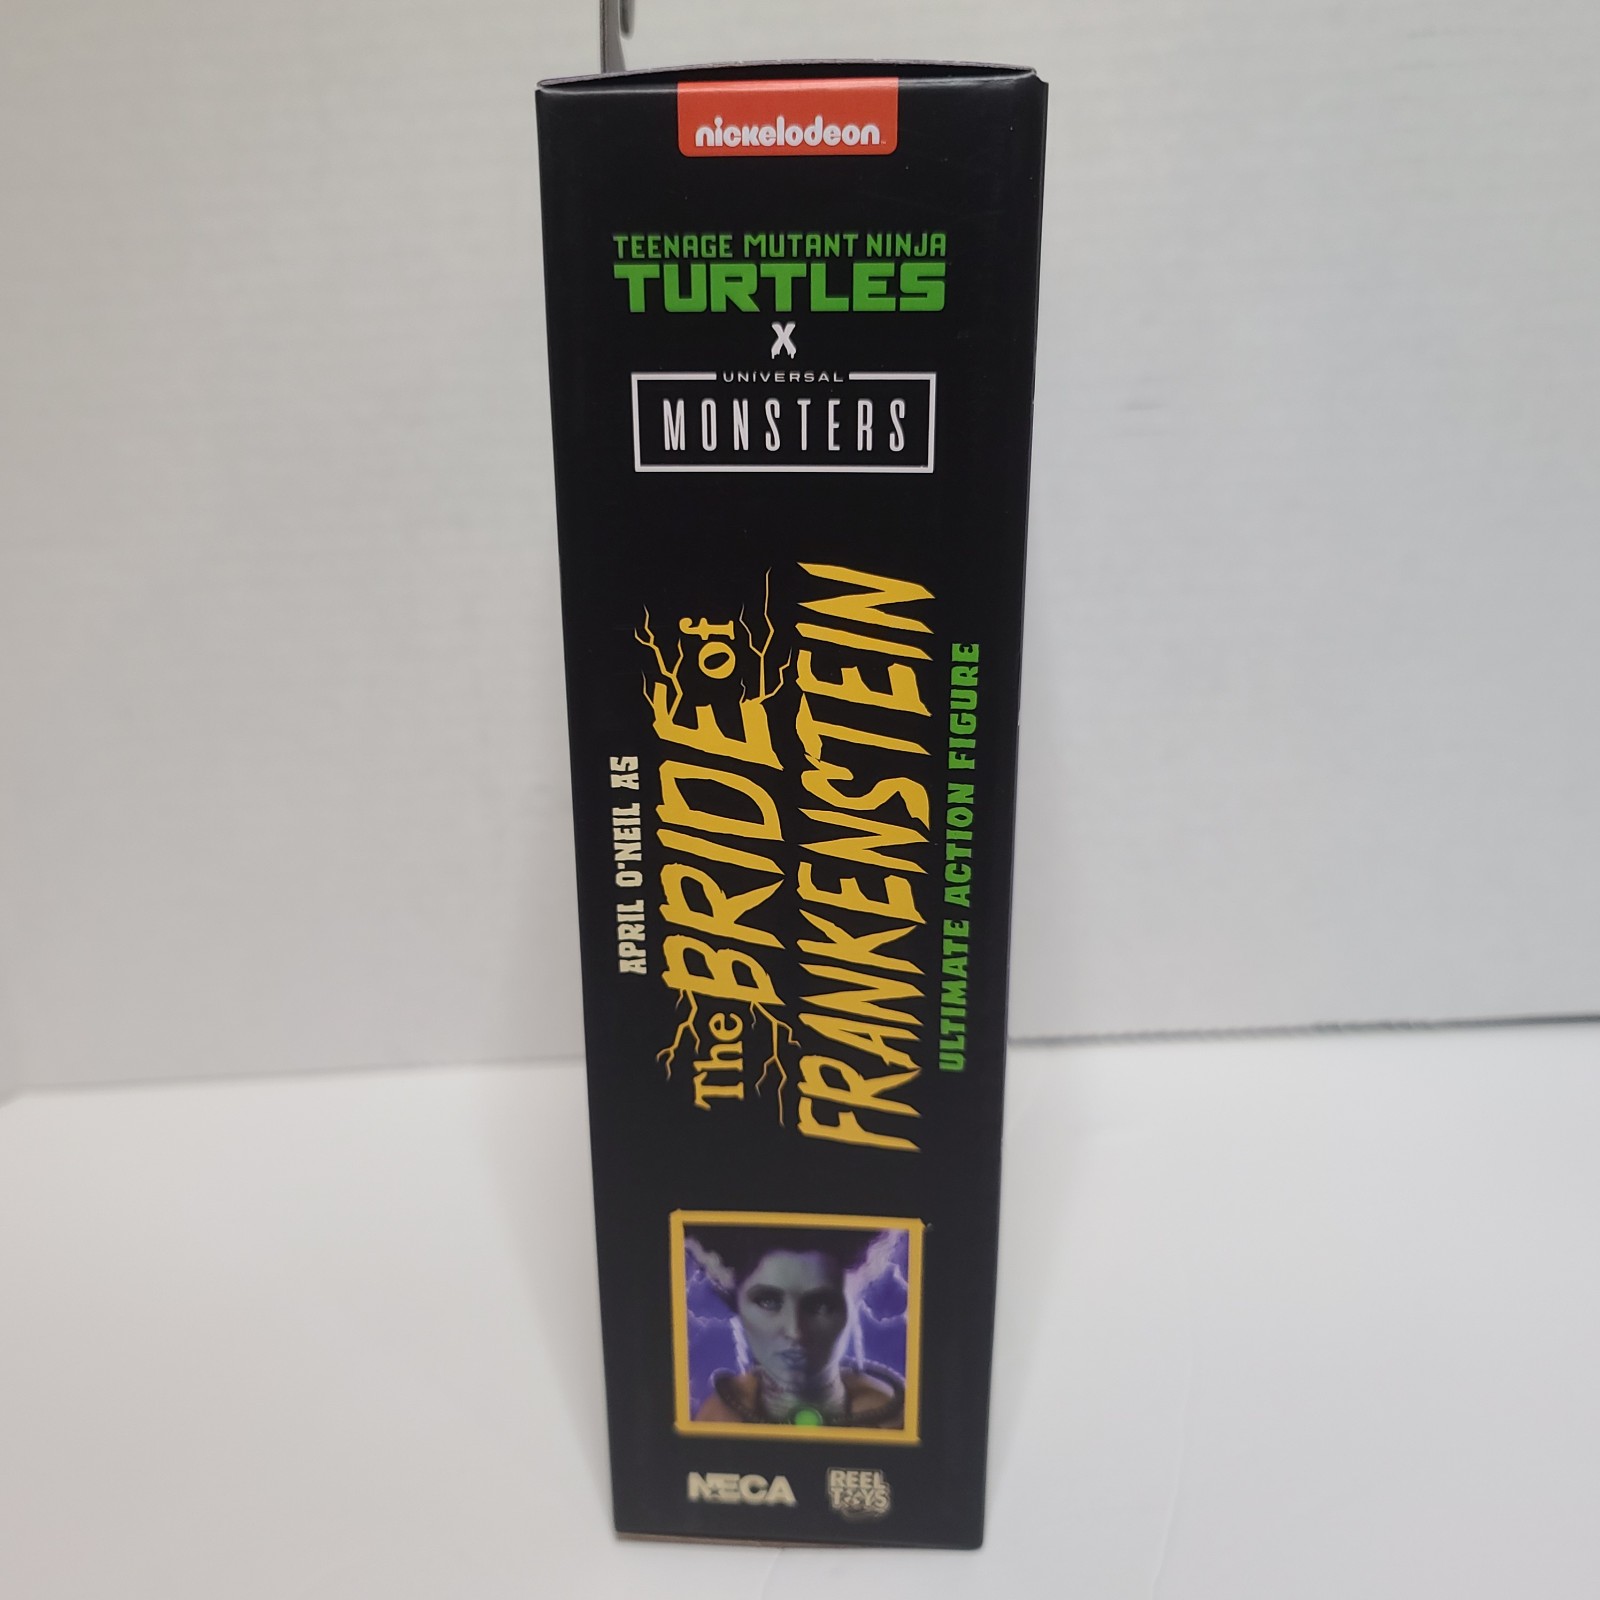 nickelodeon
TEENAGE MUTANT NINJA
TURTLES
X
UNIVERSAL
MONSTERS
APRIL O'NEIL AS
The BRIDE of
FRANKENSTEIN
ULTIMATE ACTION FIGURE
NECA
REEL
TOYS